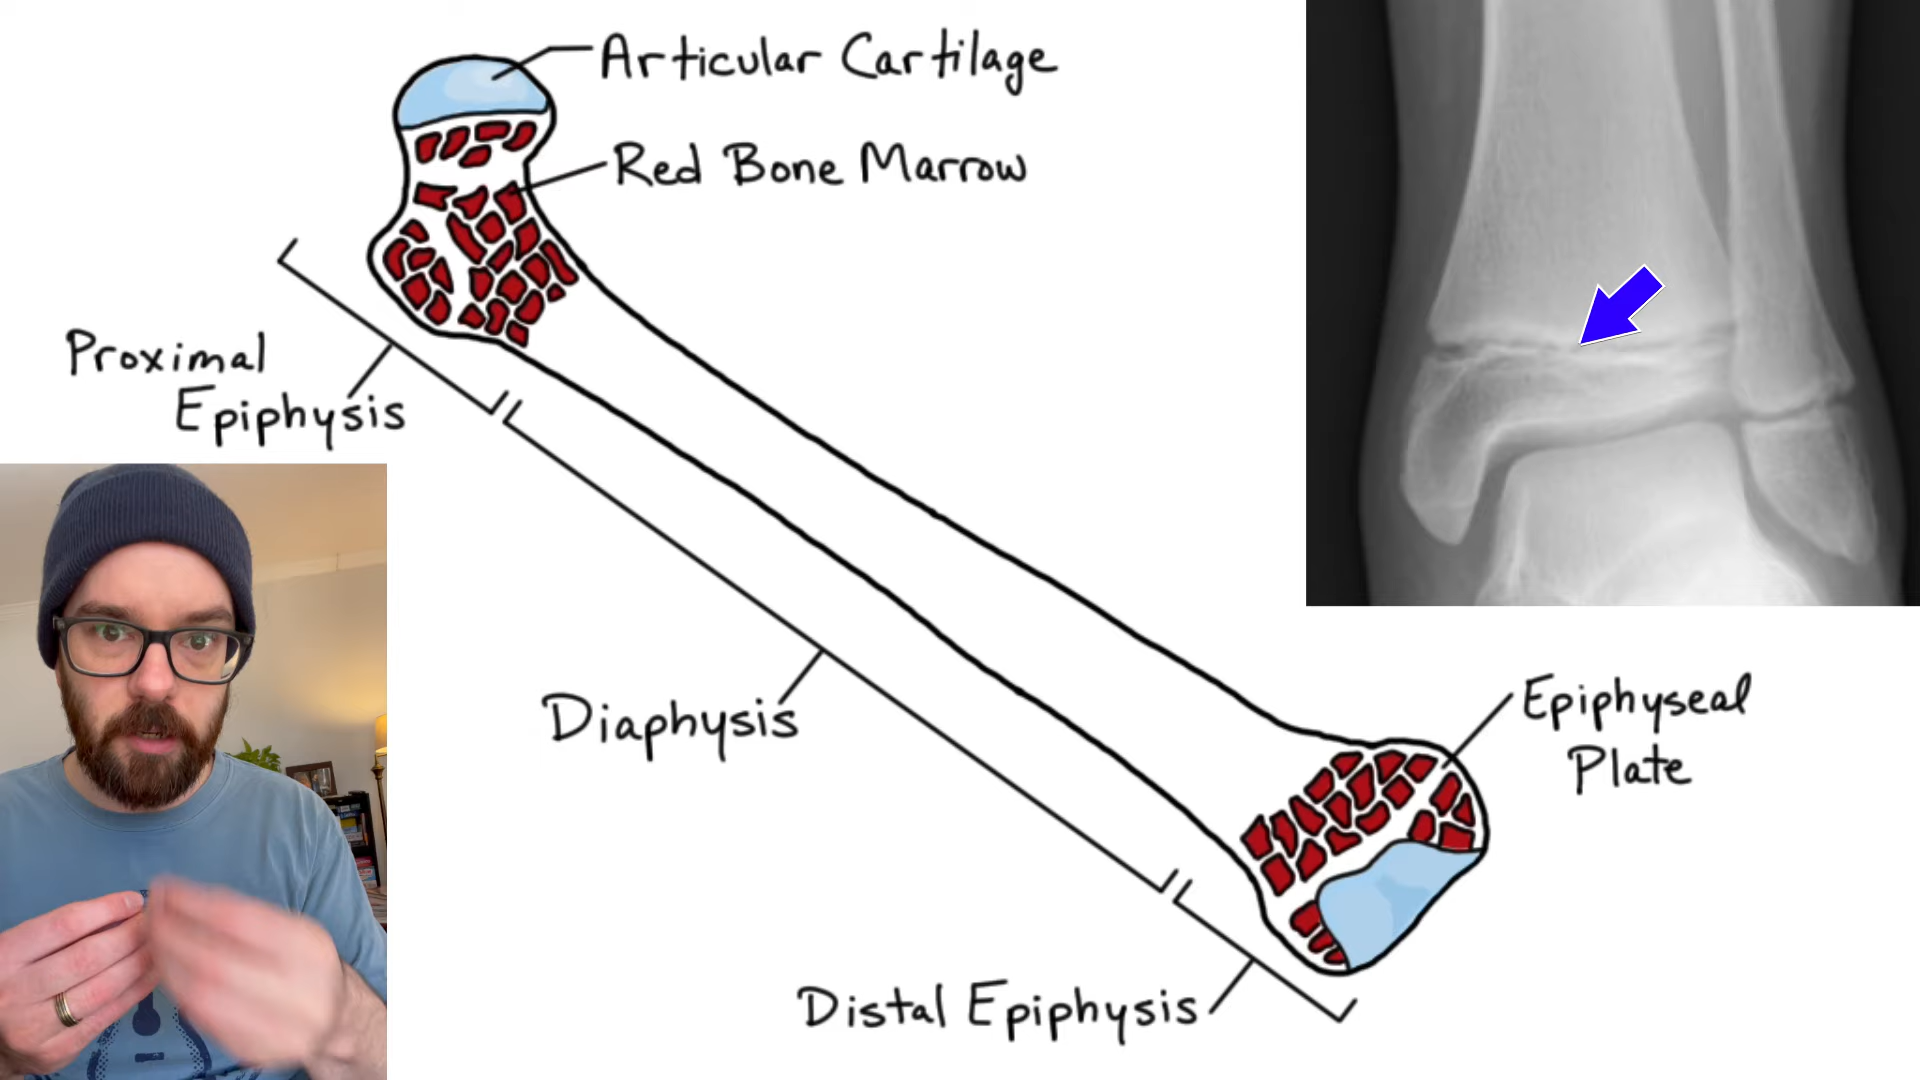 Articular Cartilage
Red Bone Marrow
Proximal
Epiphysis
Diaphysis
Epiphyseal
Plate
Distal Epiphysis